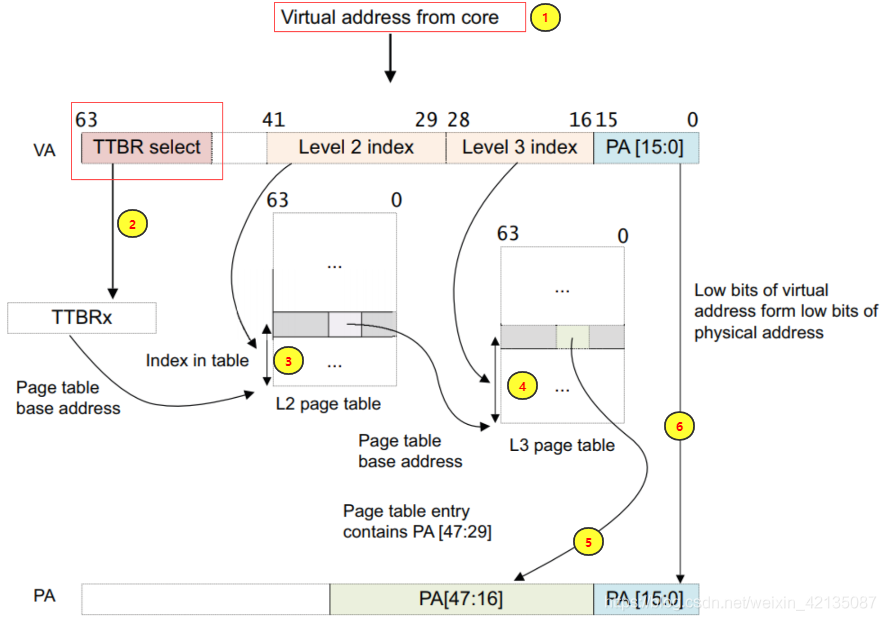 Virtual address from core
1
63
41
29
28
16
15
0
VA
TTBR select
Level 2 index
Level 3 index
PA [15:0]
2
63
0
63
0
...
...
TTBRx
Low bits of virtual
address form low bits of
physical address
Index in table
3
...
4
...
Page table
base address
L2 page table
Page table
base address
L3 page table
6
Page table entry
contains PA [47:29]
5
PA
PA[47:16]
PA [15:0]
https://blog.csdn.net/weixin_42135087